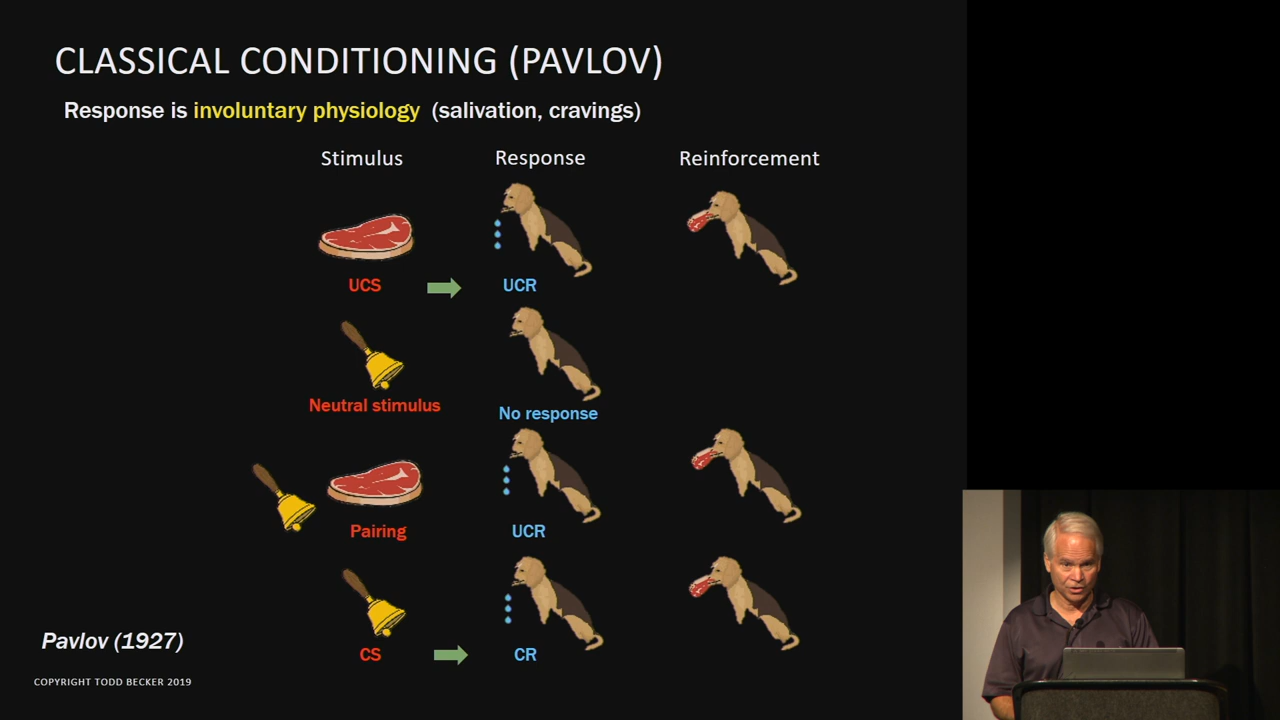 CLASSICAL CONDITIONING (PAVLOV)
Response is involuntary physiology (salivation, cravings)
Stimulus Response Reinforcement
UCS UCR
Neutral stimulus No response
Pairing UCR
CS CR
Pavlov (1927)
COPYRIGHT TODD BECKER 2019